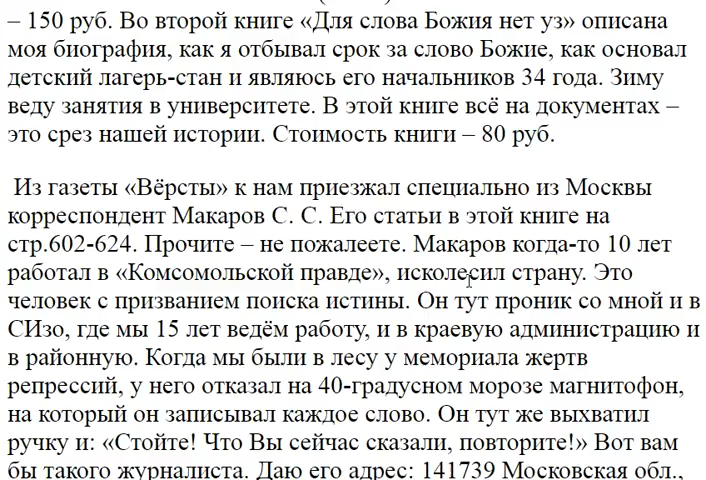 – 150 руб. Во второй книге «Для слова Божия нет уз» описана
моя биография, как я отбывал срок за слово Божие, как основал
детский лагерь-стан и являюсь его начальников 34 года. Зиму
веду занятия в университете. В этой книге всё на документах –
это срез нашей истории. Стоимость книги – 80 руб.
Из газеты «Вёрсты» к нам приезжал специально из Москвы
корреспондент Макаров С. С. Его статьи в этой книге на
стр.602-624. Прочите – не пожалеете. Макаров когда-то 10 лет
работал в «Комсомольской правде», исколесил страну. Это
человек с призванием поиска истины. Он тут проник со мной и в
СИзо, где мы 15 лет ведём работу, и в краевую администрацию и
в районную. Когда мы были в лесу у мемориала жертв
репрессий, у него отказал на 40-градусном морозе магнитофон,
на который он записывал каждое слово. Он тут же выхватил
ручку и: «Стойте! Что Вы сейчас сказали, повторите!» Вот вам
бы такого журналиста. Даю его адрес: 141739 Московская обл.,